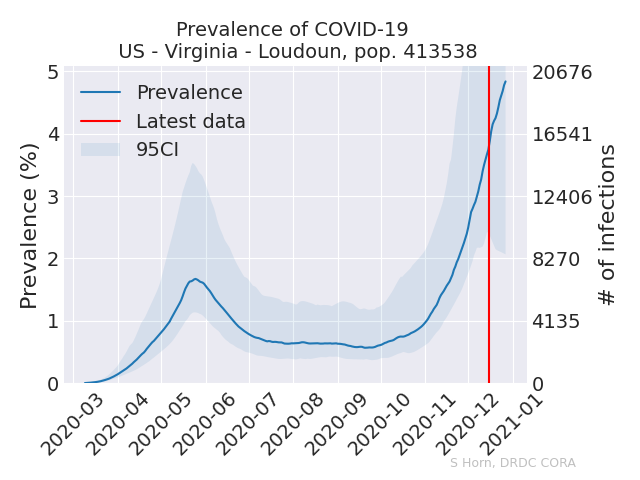 Prevalence of COVID-19
US - Virginia - Loudoun, pop. 413538
Prevalence
Latest data
95CI
Prevalence (%)
5
4
3
2
1
0
20676
16541
12406
8270
4135
0
# of infections
2020-03
2020-04
2020-05
2020-06
2020-07
2020-08
2020-09
2020-10
2020-11
2020-12
2021-01
S Horn, DRDC CORA